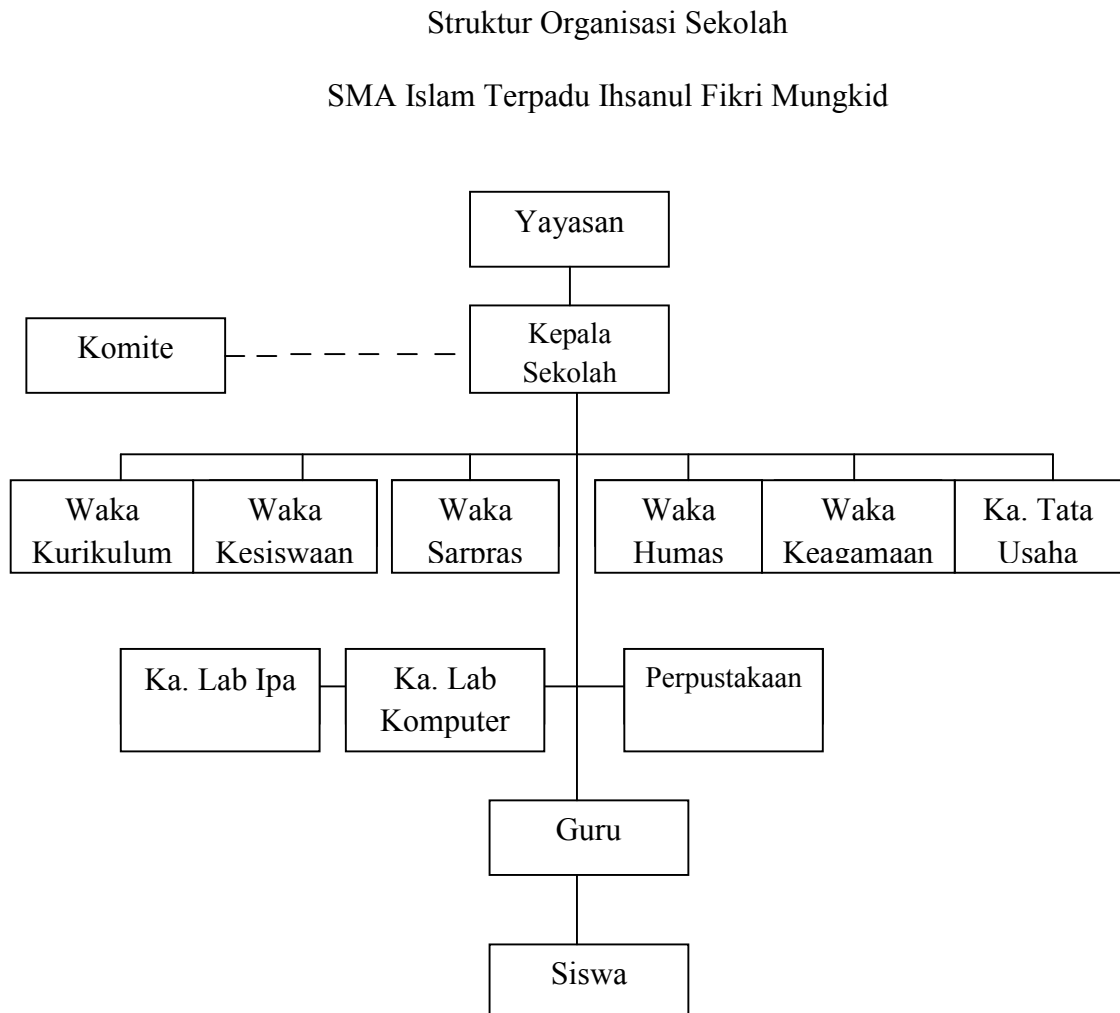 Struktur Organisasi Sekolah
SMA Islam Terpadu Ihsanul Fikri Mungkid
Yayasan
Komite
Kepala
Sekolah
Waka
Kurikulum
Waka
Kesiswaan
Waka
Sarpras
Waka
Humas
Waka
Keagamaan
Ka. Tata
Usaha
Ka. Lab Ipa
Ka. Lab
Komputer
Perpustakaan
Guru
Siswa